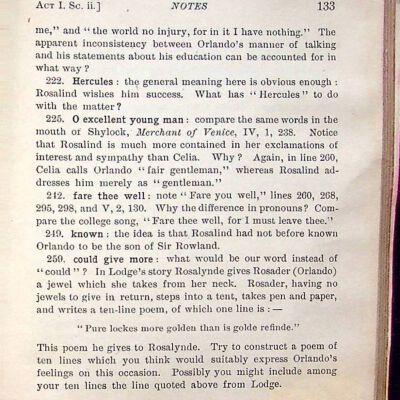 ACT I. SC. ii.] NOTES 133
me," and "the world no injury, for in it I have nothing." The
apparent inconsistency between Orlando's manner of talking
and his statements about his education can be accounted for in
what way?
222. Hercules: the general meaning here is obvious enough:
Rosalind wishes him success. What has "Hercules" to do
with the matter?
225. O excellent young man: compare the same words in the
mouth of Shylock, Merchant of Venice, IV, 1, 238. Notice
that Rosalind is much more contained in her exclamations of
interest and sympathy than Celia. Why? Again, in line 260,
Celia calls Orlando "fair gentleman," whereas Rosalind ad-
dresses him merely as "gentleman."
242. fare thee well: note "Fare you well," lines 260, 268,
295, 298, and V, 2, 130. Why the difference in pronouns? Com-
pare the college song, "Fare thee well, for I must leave thee."
249. known: the idea is that Rosalind had not before known
Orlando to be the son of Sir Rowland.
259. could give more: what would be our word instead of
"could"? In Lodge's story Rosalynde gives Rosader (Orlando)
a jewel which she takes from her neck. Rosader, having no
jewels to give in return, steps into a tent, takes pen and paper,
and writes a ten-line poem, of which one line is: —
"Pure lockes more golden than is golde refinde."
This poem he gives to Rosalynde. Try to construct a poem of
ten lines which you think would suitably express Orlando's
feelings on this occasion. Possibly you might include among
your ten lines the line quoted above from Lodge.